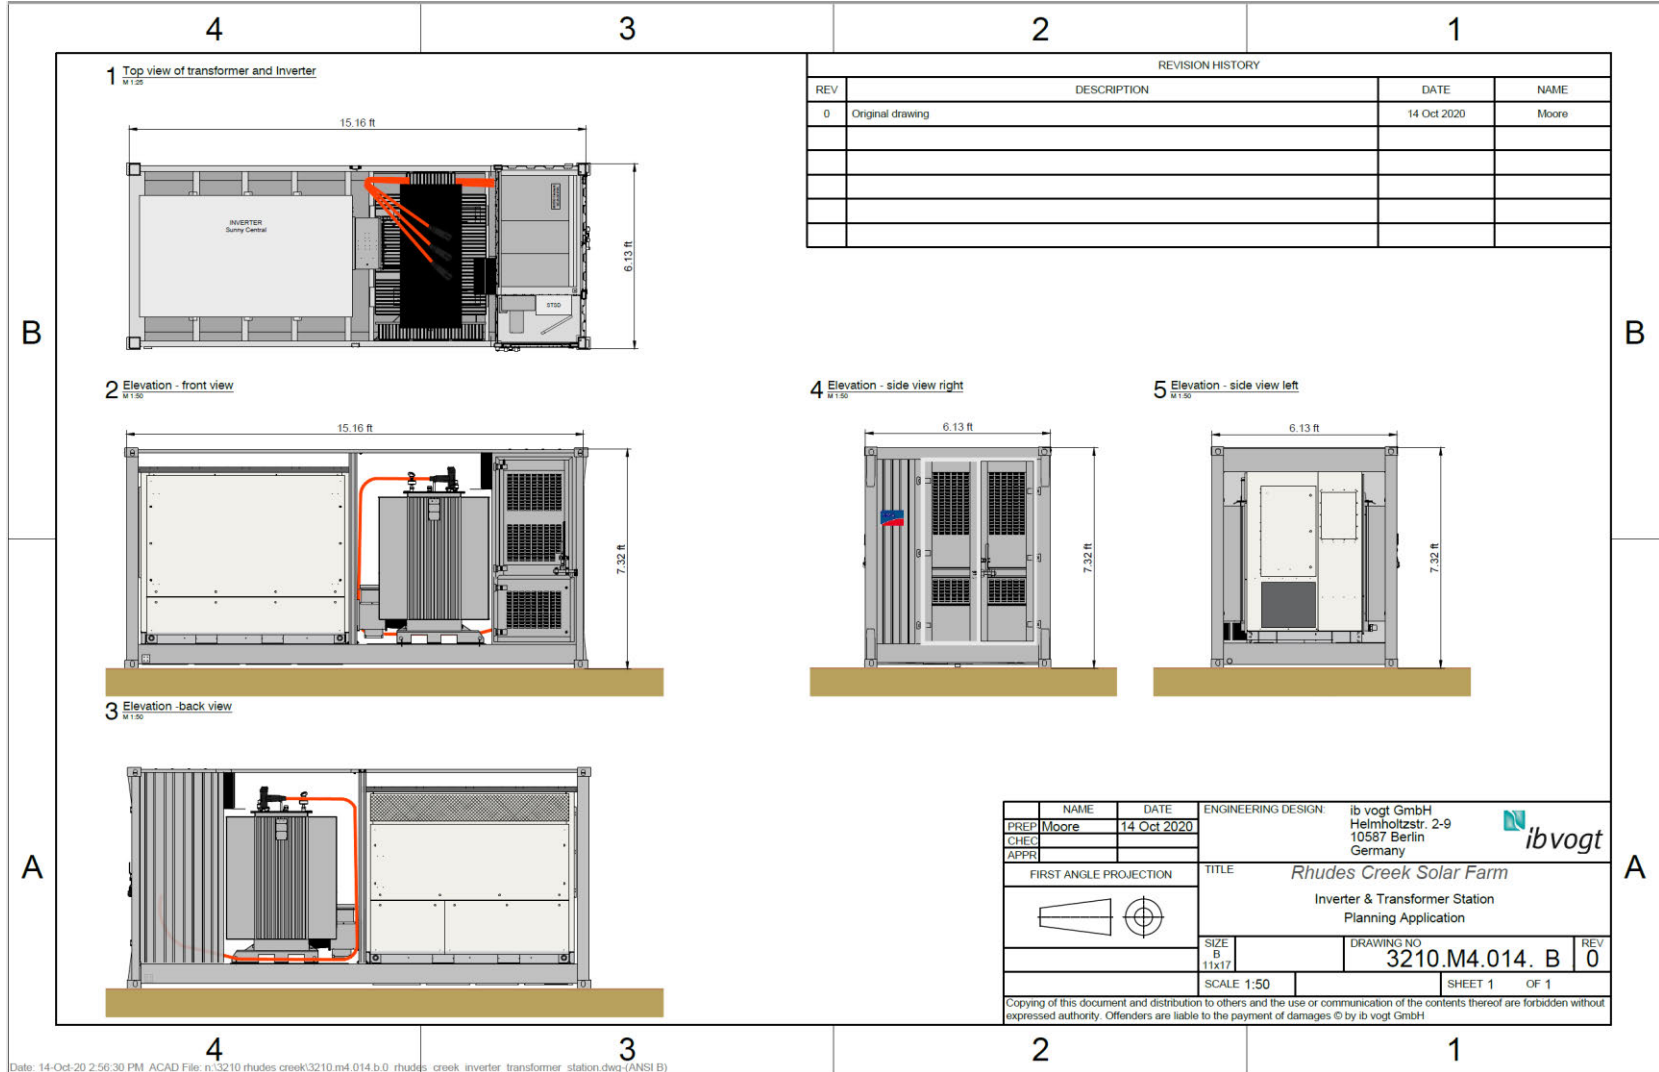 4 3 2 1
1 Top view of transformer and Inverter
M 1:25
15.16 ft
6.13 ft
INVERTER
Sunny Central
STSD
REVISION HISTORY
REV DESCRIPTION DATE NAME
0 Original drawing 14 Oct 2020 Moore
B B
2 Elevation - front view
M 1:50
15.16 ft
7.32 ft
4 Elevation - side view right
M 1:50
6.13 ft
7.32 ft
5 Elevation - side view left
M 1:50
6.13 ft
7.32 ft
3 Elevation -back view
M 1:50
A A
NAME DATE
PREP Moore 14 Oct 2020
CHEC
APPR
FIRST ANGLE PROJECTION
ENGINEERING DESIGN: ib vogt GmbH
Helmholtzstr. 2-9
10587 Berlin
Germany
ibvogt
TITLE Rhudes Creek Solar Farm
Inverter & Transformer Station
Planning Application
SIZE
B
11x17
DRAWING NO
3210.M4.014. B
REV
0
SCALE 1:50 SHEET 1 OF 1
Copying of this document and distribution to others and the use or communication of the contents thereof are forbidden without
expressed authority. Offenders are liable to the payment of damages © by ib vogt GmbH
4 3 2 1
Date: 14-Oct-20 2:56:30 PM ACAD File: n:\3210 rhudes creek\3210.m4.014.b.0_rhudes_creek_inverter_transformer_station.dwg-(ANSI B)